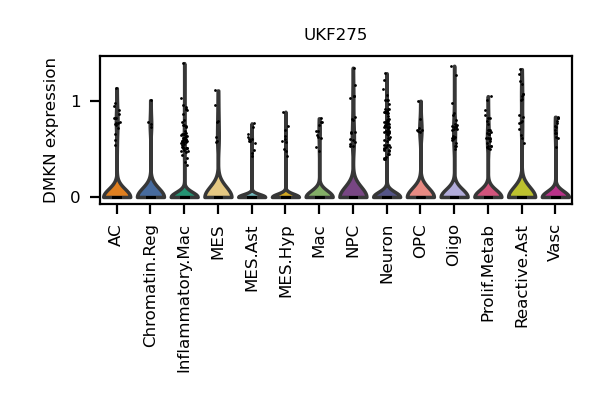 UKF275
DMKN expression
1
0
AC
Chromatin.Reg
Inflammatory.Mac
MES
MES.Ast
MES.Hyp
Mac
NPC
Neuron
OPC
Oligo
Prolif.Metab
Reactive.Ast
Vasc